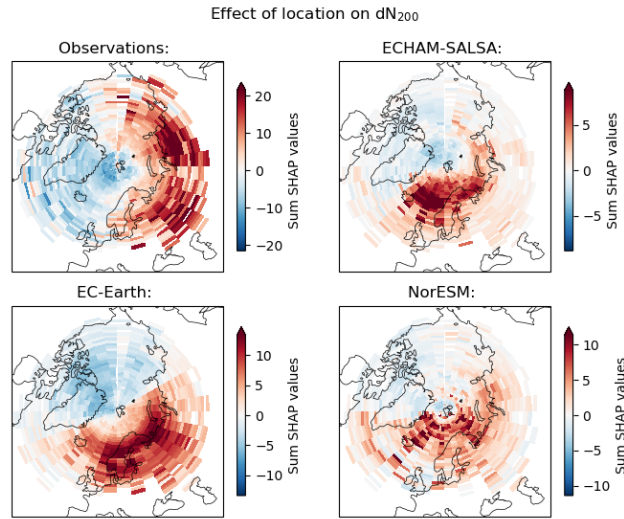 Effect of location on dN₂₀₀
Observations:
20
10
0
−10
−20
Sum SHAP values
ECHAM-SALSA:
5
0
−5
Sum SHAP values
EC-Earth:
10
5
0
−5
−10
Sum SHAP values
NorESM:
10
5
0
−5
−10
Sum SHAP values